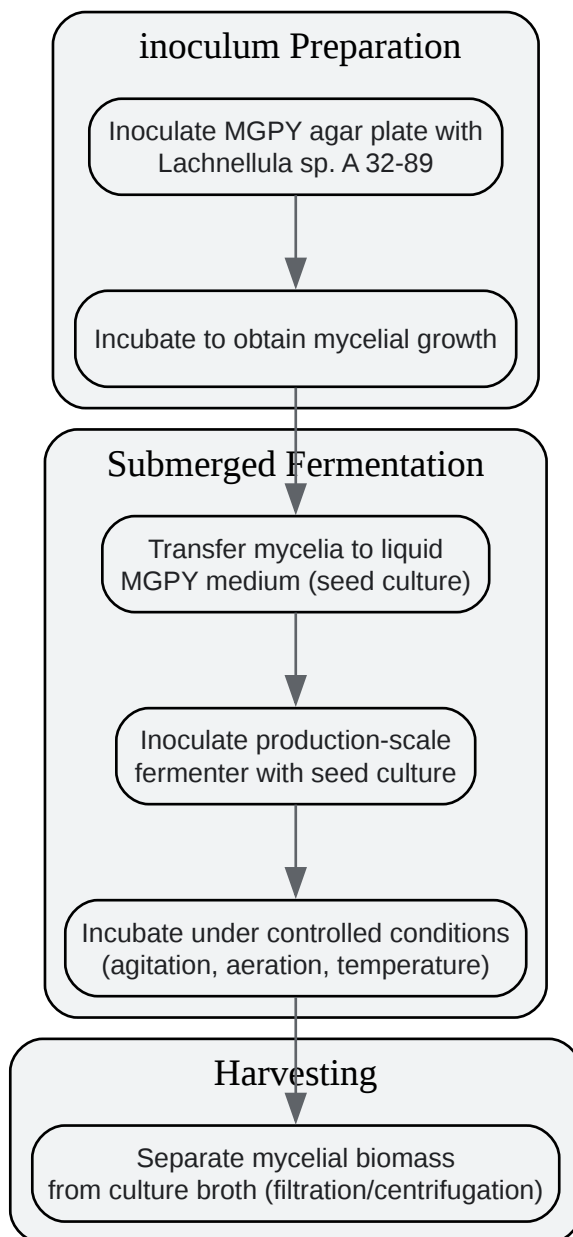 inoculum Preparation
Inoculate MGPY agar plate with
Lachnellula sp. A 32-89
Incubate to obtain mycelial growth
Submerged Fermentation
Transfer mycelia to liquid
MGPY medium (seed culture)
Inoculate production-scale
fermenter with seed culture
Incubate under controlled conditions
(agitation, aeration, temperature)
Harvesting
Separate mycelial biomass
from culture broth (filtration/centrifugation)